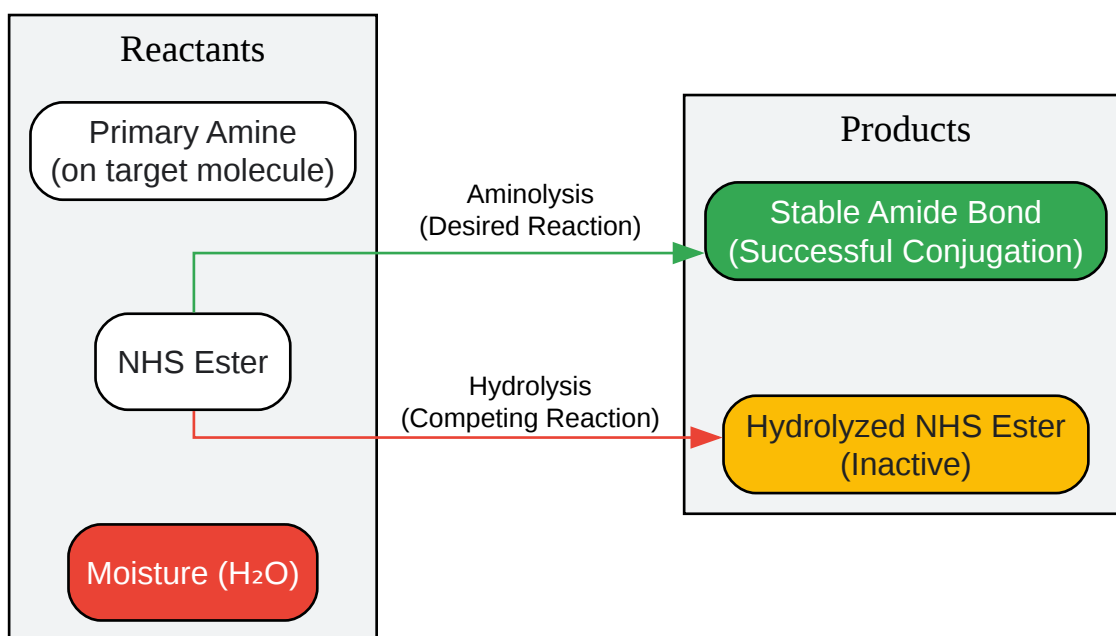 Reactants
Primary Amine
(on target molecule)
NHS Ester
Moisture (H₂O)
Aminolysis
(Desired Reaction)
Hydrolysis
(Competing Reaction)
Products
Stable Amide Bond
(Successful Conjugation)
Hydrolyzed NHS Ester
(Inactive)